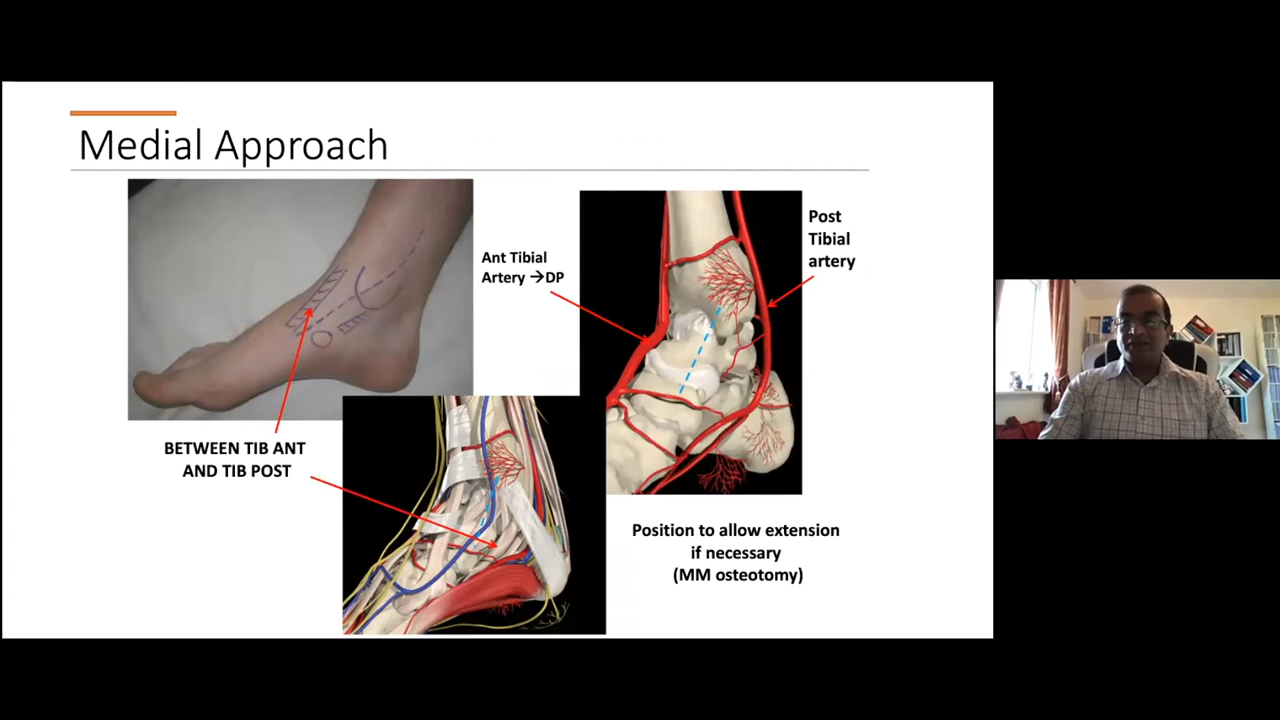 Medial Approach
Ant Tibial
Artery →DP
Post
Tibial
artery
BETWEEN TIB ANT
AND TIB POST
Position to allow extension
if necessary
(MM osteotomy)